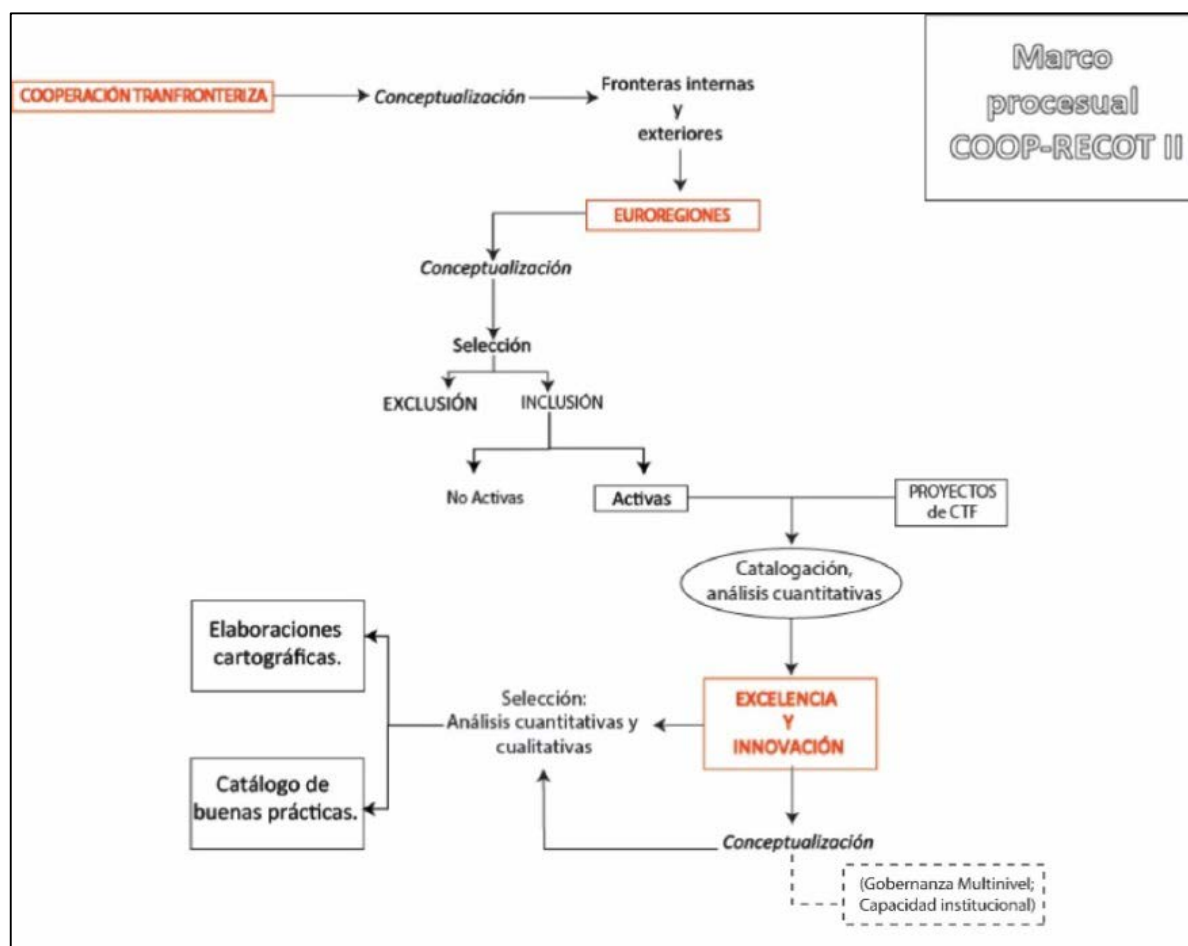 Marco
procesual
COOP-RECOT II
COOPERACIÓN TRANFRONTERIZA
Conceptualización
Fronteras internas
y
exteriores
EUROREGIONES
Conceptualización
Selección
EXCLUSIÓN
INCLUSIÓN
No Activas
Activas
PROYECTOS
de CTF
Catalogación,
análisis cuantitativas
EXCELENCIA
Y
INNOVACIÓN
Selección:
Análisis cuantitativas y
cualitativas
Elaboraciones
cartográficas.
Catálogo de
buenas prácticas.
Conceptualización
(Gobernanza Multinivel;
Capacidad institucional)